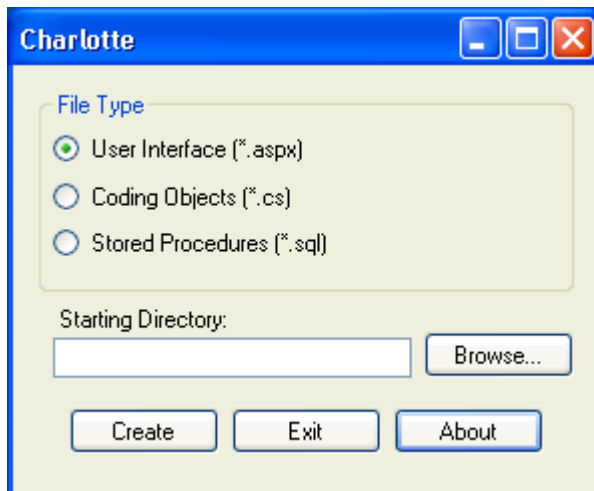 Charlotte
File Type
User Interface (*.aspx)
Coding Objects (*.cs)
Stored Procedures (*.sql)
Starting Directory:
Browse...
Create Exit About